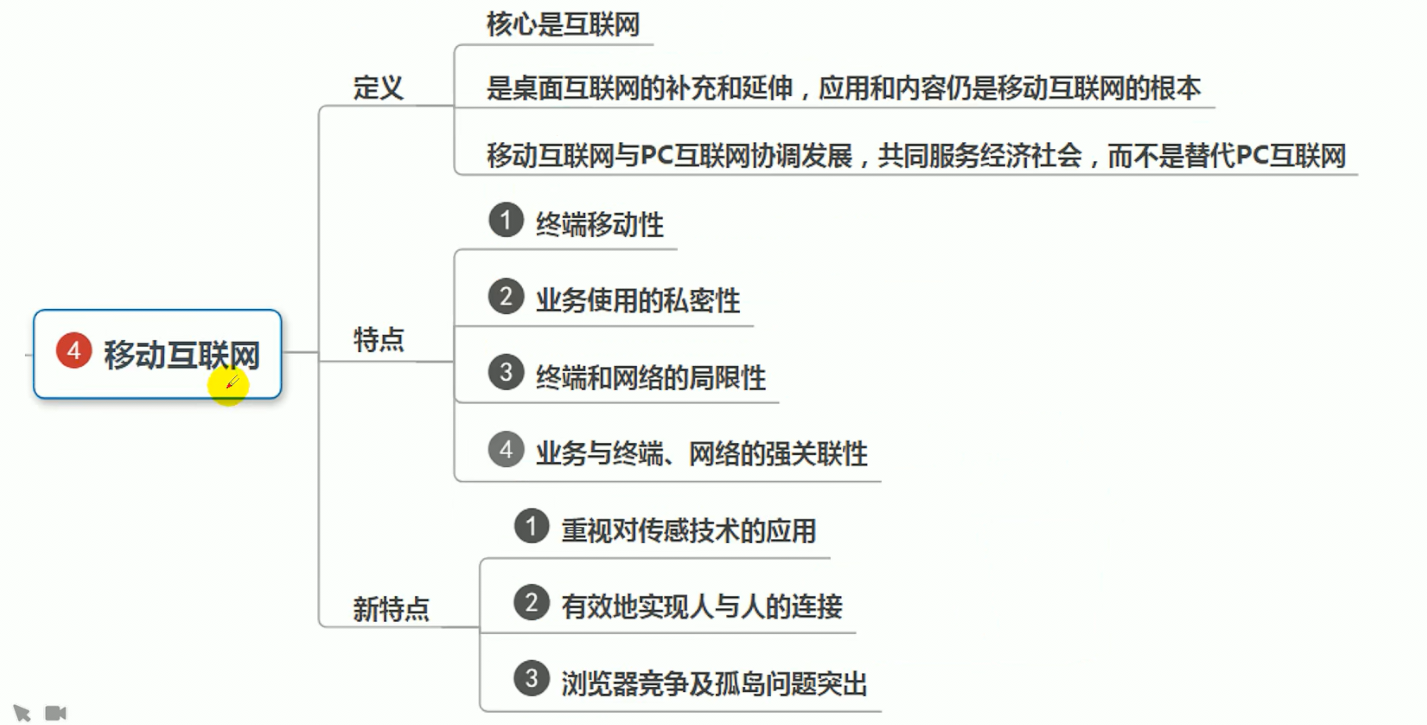 核心是互联网
定义
是桌面互联网的补充和延伸，应用和内容仍是移动互联网的根本
移动互联网与PC互联网协调发展，共同服务经济社会，而不是替代PC互联网
1 终端移动性
2 业务使用的私密性
特点
4 移动互联网
3 终端和网络的局限性
4 业务与终端、网络的强关联性
1 重视对传感技术的应用
新特点
2 有效地实现人与人的连接
3 浏览器竞争及孤岛问题突出